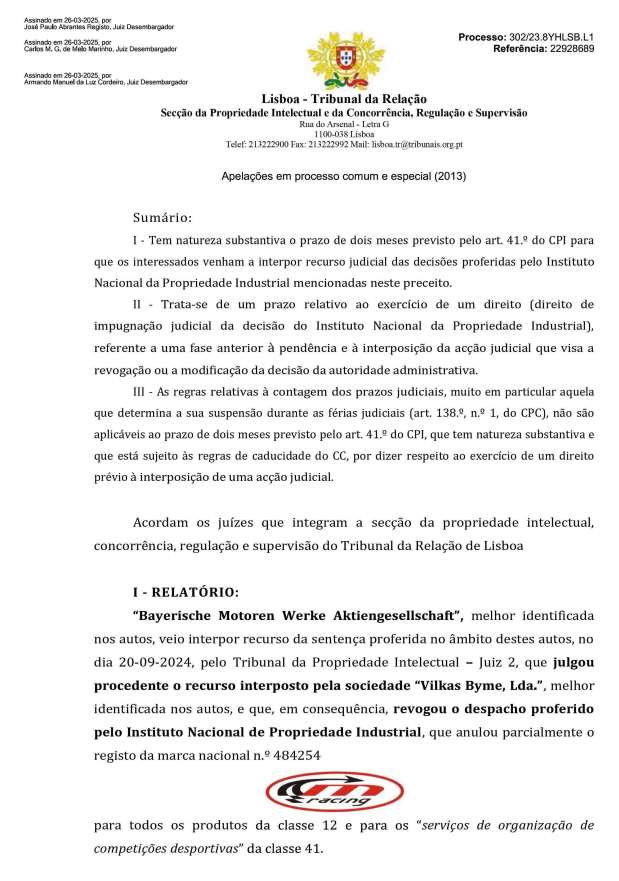 Assinado em 26-03-2025, por
José Paulo Abrantes Registo, Juiz Desembargador
Assinado em 26-03-2025, por
Carlos M. G. de Melo Marinho, Juiz Desembargador
Assinado em 26-03-2025, por
Armando Manuel da Luz Cordeiro, Juiz Desembargador
Processo: 302/23.8YHLSB.L1
Referência: 22928689
Lisboa - Tribunal da Relação
Secção da Propriedade Intelectual e da Concorrência, Regulação e Supervisão
Rua do Arsenal - Letra G
1100-038 Lisboa
Telef: 213222900 Fax: 213222992 Mail: lisboa.tr@tribunais.org.pt
Apelações em processo comum e especial (2013)
Sumário:
I - Tem natureza substantiva o prazo de dois meses previsto pelo art. 41.º do CPI para
que os interessados venham a interpor recurso judicial das decisões proferidas pelo Instituto
Nacional da Propriedade Industrial mencionadas neste preceito.
II - Trata-se de um prazo relativo ao exercício de um direito (direito de
impugnação judicial da decisão do Instituto Nacional da Propriedade Industrial),
referente a uma fase anterior à pendência e à interposição da acção judicial que visa a
revogação ou a modificação da decisão da autoridade administrativa.
III - As regras relativas à contagem dos prazos judiciais, muito em particular aquela
que determina a sua suspensão durante as férias judiciais (art. 138.º, n.º 1, do CPC), não são
aplicáveis ao prazo de dois meses previsto pelo art. 41.º do CPI, que tem natureza substantiva e
que está sujeito às regras de caducidade do CC, por dizer respeito ao exercício de um direito
prévio à interposição de uma acção judicial.
Acordam os juízes que integram a secção da propriedade intelectual,
concorrência, regulação e supervisão do Tribunal da Relação de Lisboa
I - RELATÓRIO:
“Bayerische Motoren Werke Aktiengesellschaft”, melhor identificada
nos autos, veio interpor recurso da sentença proferida no âmbito destes autos, no
dia 20-09-2024, pelo Tribunal da Propriedade Intelectual – Juiz 2, que julgou
procedente o recurso interposto pela sociedade “Vilkas Byme, Lda.”, melhor
identificada nos autos, e que, em consequência, revogou o despacho proferido
pelo Instituto Nacional de Propriedade Industrial, que anulou parcialmente o
registo da marca nacional n.º 484254
racing
para todos os produtos da classe 12 e para os “serviços de organização de
competições desportivas” da classe 41.